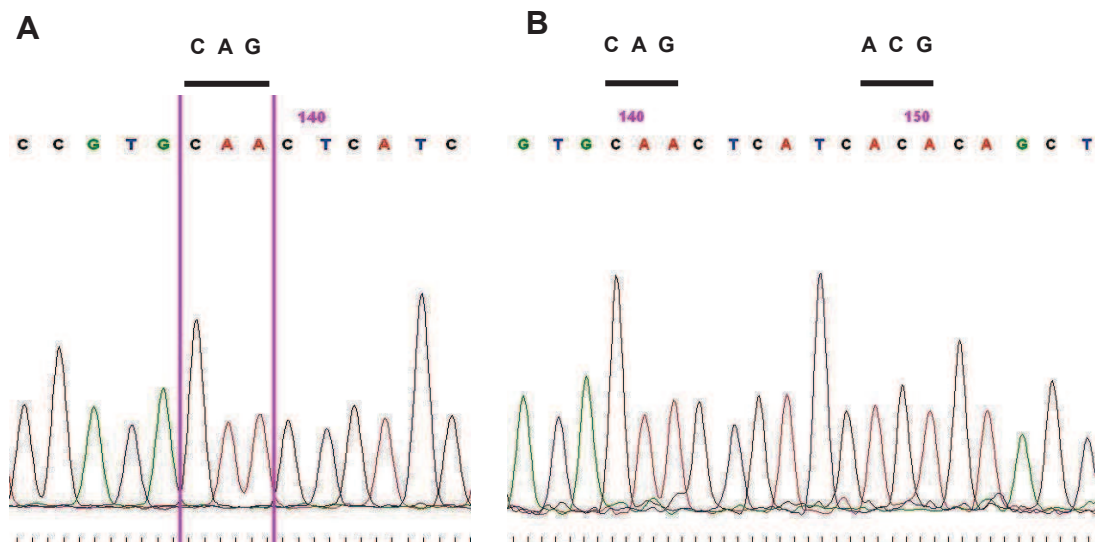 A
C A G
140
C C G T G C A A C T C A T C
B
C A G A C G
140 150
G T G C A A C T C A T C A C A C A G C T